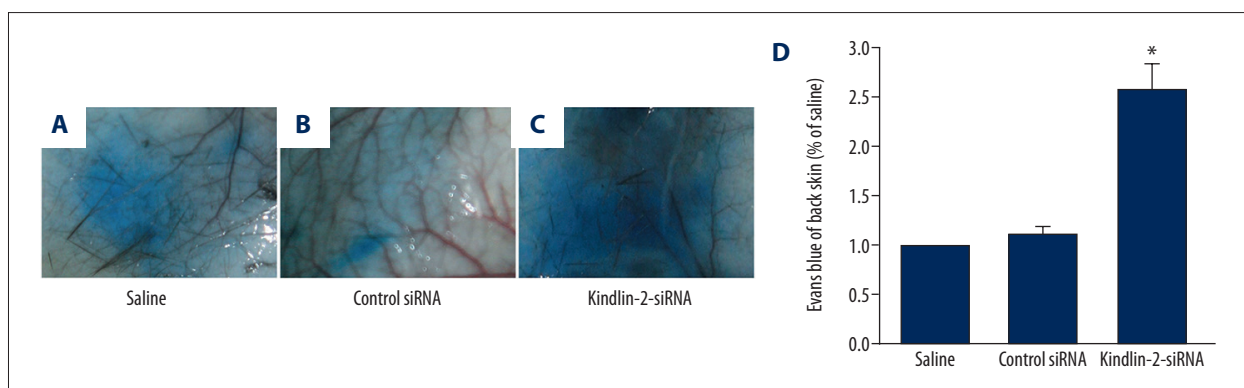 A
Saline
B
Control siRNA
C
Kindlin-2-siRNA
D
Evans blue of back skin (% of saline)
3.0
2.5
2.0
1.5
1.0
0.5
0.0
*
Saline
Control siRNA
Kindlin-2-siRNA